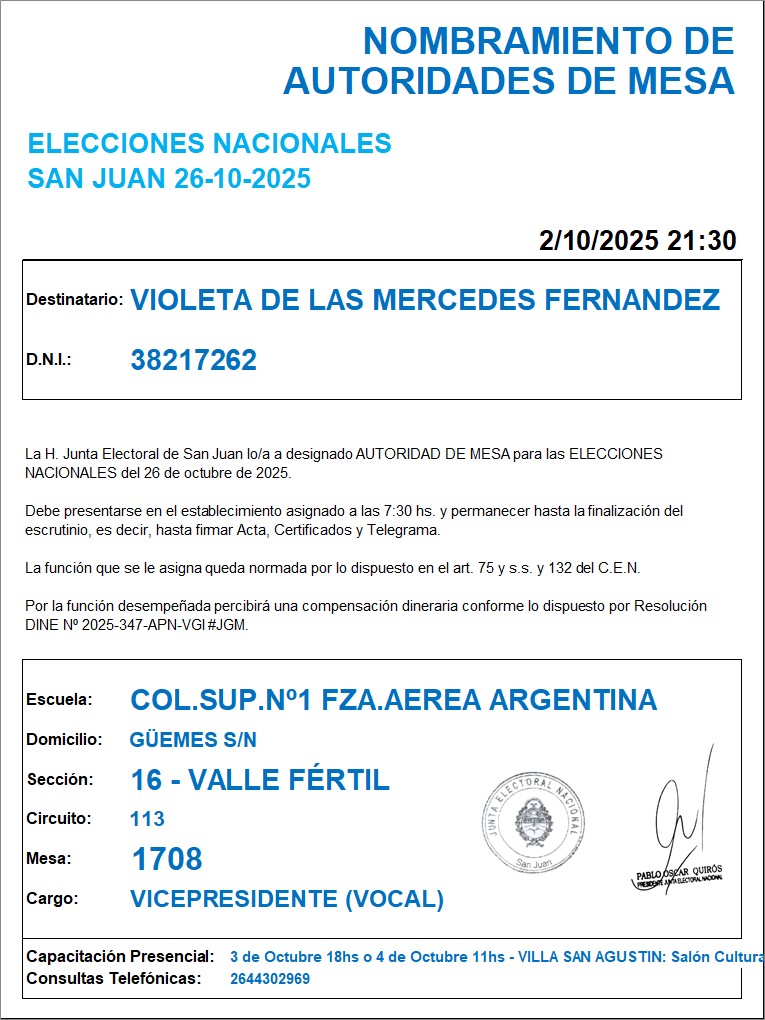 NOMBRAMIENTO DE
AUTORIDADES DE MESA
ELECCIONES NACIONALES
SAN JUAN 26-10-2025
2/10/2025 21:30
Destinatario: VIOLETA DE LAS MERCEDES FERNANDEZ
D.N.I.: 38217262
La H. Junta Electoral de San Juan lo/a a designado AUTORIDAD DE MESA para las ELECCIONES
NACIONALES del 26 de octubre de 2025.
Debe presentarse en el establecimiento asignado a las 7:30 hs. y permanecer hasta la finalización del
escrutinio, es decir, hasta firmar Acta, Certificados y Telegrama.
La función que se le asigna queda normada por lo dispuesto en el art. 75 y s.s. y 132 del C.E.N.
Por la función desempeñada percibirá una compensación dineraria conforme lo dispuesto por Resolución
DINE Nº 2025-347-APN-VGI#JGM.
Escuela: COL.SUP.Nº1 FZA.AEREA ARGENTINA
Domicilio: GÜEMES S/N
Sección: 16 - VALLE FÉRTIL
Circuito: 113
Mesa: 1708
Cargo: VICEPRESIDENTE (VOCAL)
JUNTA ELECTORAL NACIONAL
San Juan
PABLO OSCAR QUIRÓS
PRESIDENTE JUNTA ELECTORAL NACIONAL
Capacitación Presencial: 3 de Octubre 18hs o 4 de Octubre 11hs - VILLA SAN AGUSTIN: Salón Cultura
Consultas Telefónicas: 2644302969